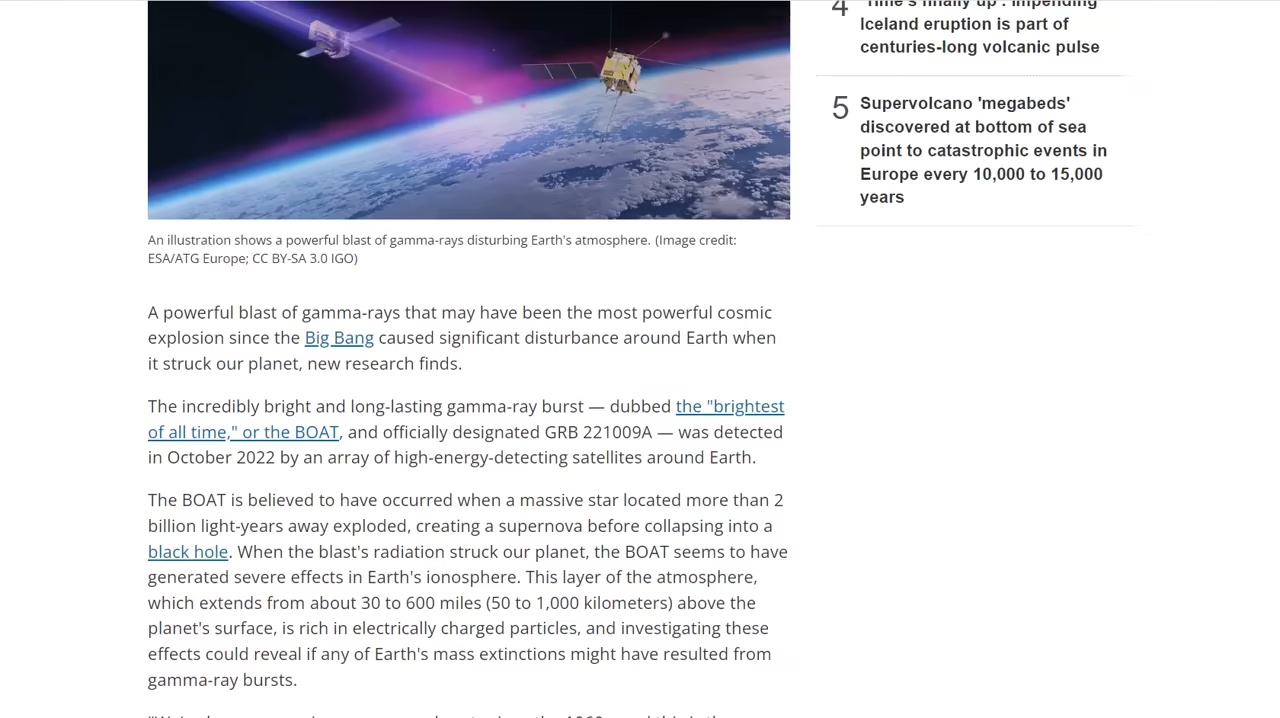 An illustration shows a powerful blast of gamma-rays disturbing Earth's atmosphere. (Image credit:
ESA/ATG Europe; CC BY-SA 3.0 IGO)
A powerful blast of gamma-rays that may have been the most powerful cosmic
explosion since the Big Bang caused significant disturbance around Earth when
it struck our planet, new research finds.
The incredibly bright and long-lasting gamma-ray burst — dubbed the "brightest
of all time," or the BOAT, and officially designated GRB 221009A — was detected
in October 2022 by an array of high-energy-detecting satellites around Earth.
The BOAT is believed to have occurred when a massive star located more than 2
billion light-years away exploded, creating a supernova before collapsing into a
black hole. When the blast's radiation struck our planet, the BOAT seems to have
generated severe effects in Earth's ionosphere. This layer of the atmosphere,
which extends from about 30 to 600 miles (50 to 1,000 kilometers) above the
planet's surface, is rich in electrically charged particles, and investigating these
effects could reveal if any of Earth's mass extinctions might have resulted from
gamma-ray bursts.
4
'Time's finally up': Impending
Iceland eruption is part of
centuries-long volcanic pulse
5
Supervolcano 'megabeds'
discovered at bottom of sea
point to catastrophic events in
Europe every 10,000 to 15,000
years